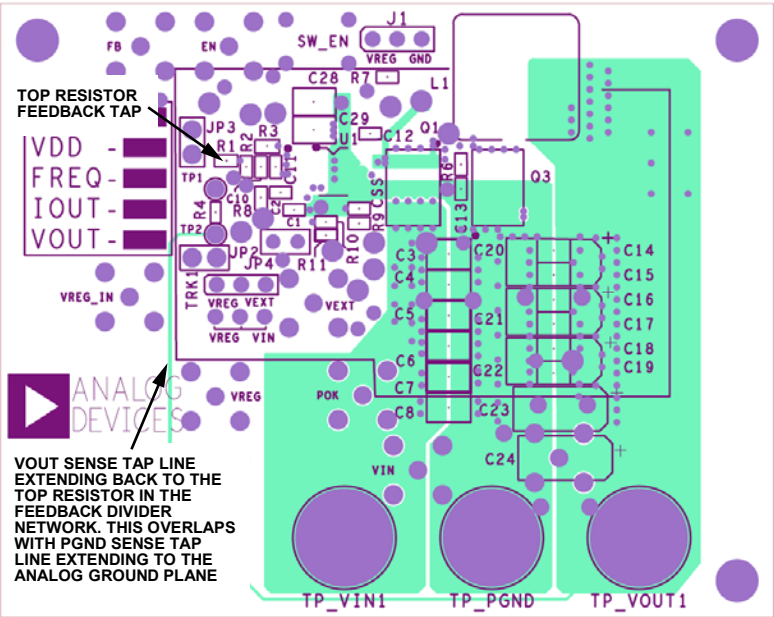 J1
FB
EN
SW_EN
VREG GND
R7
L1
C28
TOP RESISTOR
FEEDBACK TAP
C29
JP3
R3
U1
C12
Q1
R2
VDD -
R1
C11
R6
Q3
FREQ -
TP1
C10
CSS
IOUT -
R4
R8
C2
C13
VOUT -
TP2
C1
R9
R10
JP2
C3
C20
C14
JP4
R11
C4
C15
TRK1
VREG_IN
VREG VEXT
VEXT
C16
C5
C21
C17
VREG VIN
C18
C6
C22
C19
ANALOG
DEVICES
VREG
POK
C7
C8
C23
VOUT SENSE TAP LINE
EXTENDING BACK TO THE
TOP RESISTOR IN THE
FEEDBACK DIVIDER
NETWORK. THIS OVERLAPS
WITH PGND SENSE TAP
LINE EXTENDING TO THE
ANALOG GROUND PLANE
VIN
C24
TP_VIN1
TP_PGND
TP_VOUT1